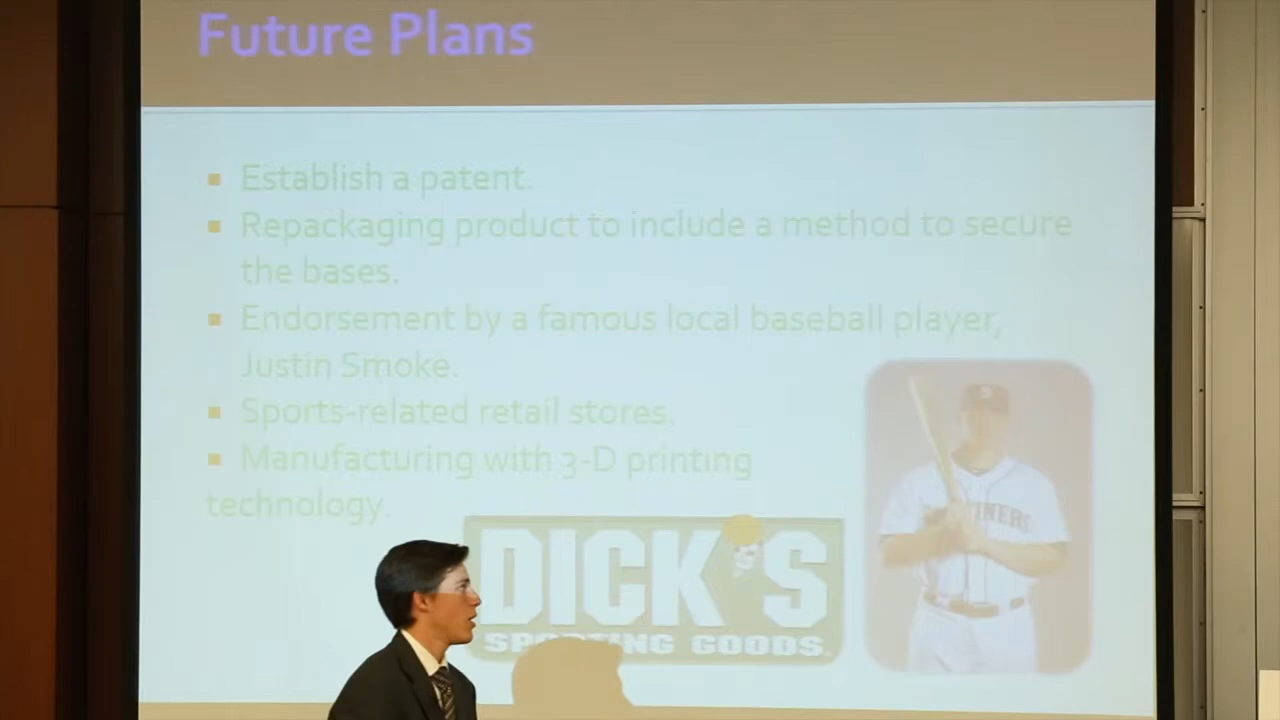 Future Plans
Establish a patent.
Repackaging product to include a method to secure
the bases.
Endorsement by a famous local baseball player,
Justin Smoke.
Sports-related retail stores.
Manufacturing with 3-D printing
technology.
DICK'S
SPORTING GOODS